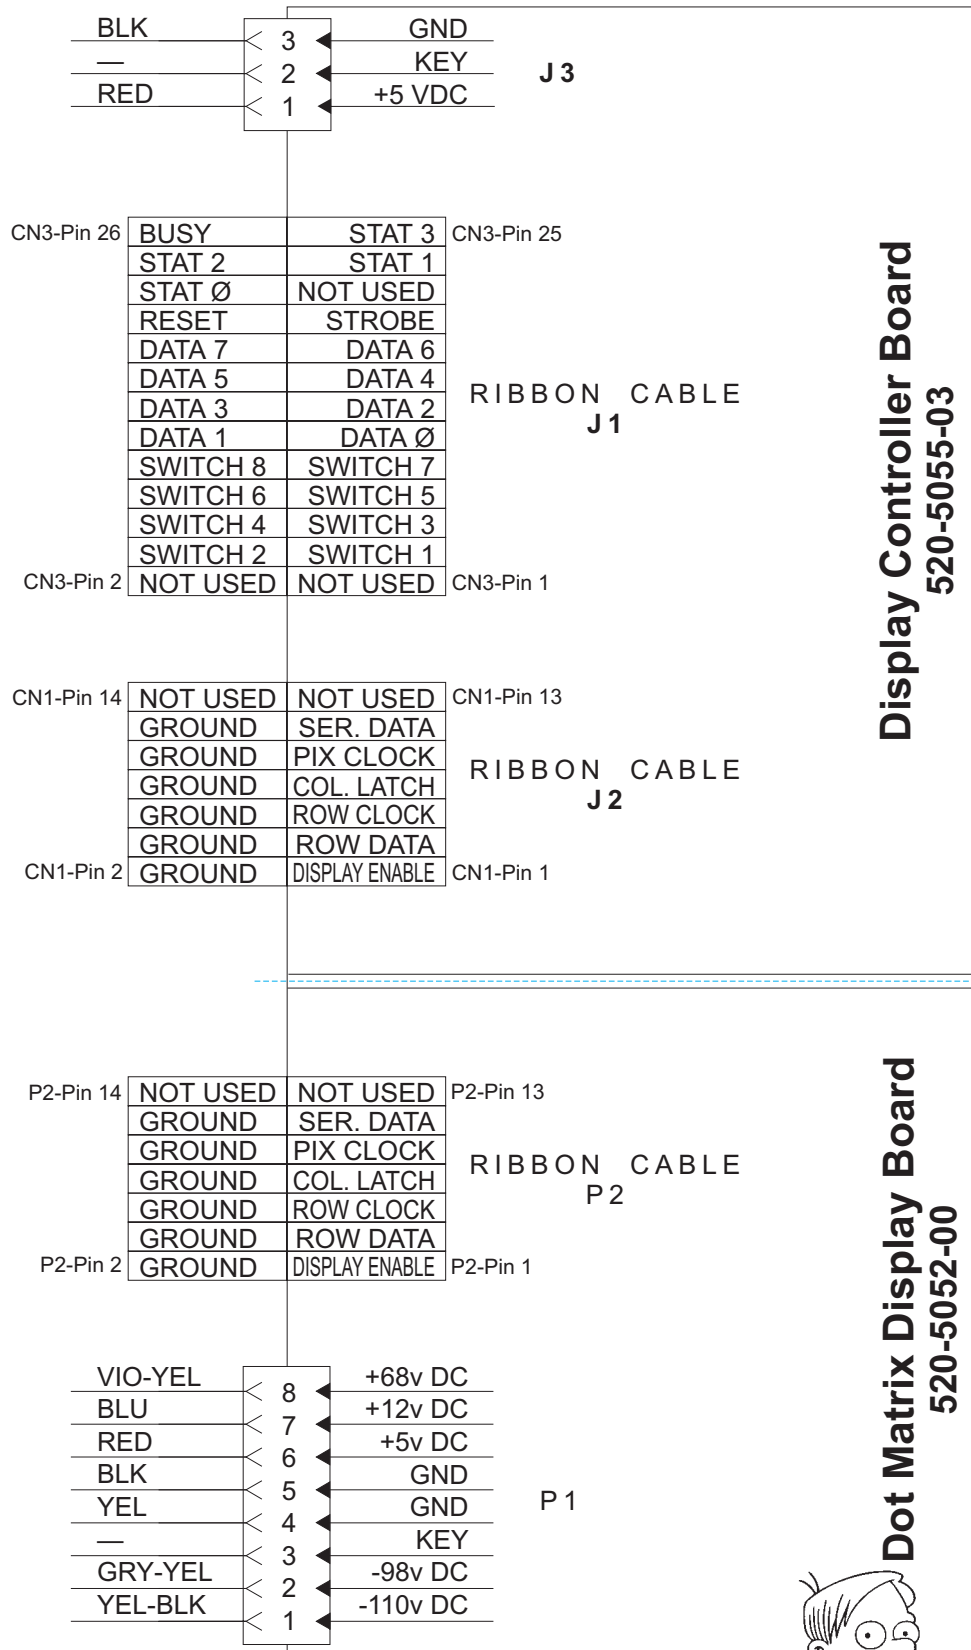 BLK 3 GND
— 2 KEY
RED 1 +5 VDC
J3
CN3-Pin 26 BUSY STAT 3 CN3-Pin 25
STAT 2 STAT 1
STAT Ø NOT USED
RESET STROBE
DATA 7 DATA 6
DATA 5 DATA 4
DATA 3 DATA 2
DATA 1 DATA Ø
SWITCH 8 SWITCH 7
SWITCH 6 SWITCH 5
SWITCH 4 SWITCH 3
SWITCH 2 SWITCH 1
CN3-Pin 2 NOT USED NOT USED CN3-Pin 1
RIBBON CABLE
J1
Display Controller Board
520-5055-03
CN1-Pin 14 NOT USED NOT USED CN1-Pin 13
GROUND SER. DATA
GROUND PIX CLOCK
GROUND COL. LATCH
GROUND ROW CLOCK
GROUND ROW DATA
CN1-Pin 2 GROUND DISPLAY ENABLE CN1-Pin 1
RIBBON CABLE
J2
P2-Pin 14 NOT USED NOT USED P2-Pin 13
GROUND SER. DATA
GROUND PIX CLOCK
GROUND COL. LATCH
GROUND ROW CLOCK
GROUND ROW DATA
P2-Pin 2 GROUND DISPLAY ENABLE P2-Pin 1
RIBBON CABLE
P2
Dot Matrix Display Board
520-5052-00
VIO-YEL 8 +68v DC
BLU 7 +12v DC
RED 6 +5v DC
BLK 5 GND
YEL 4 GND
— 3 KEY
GRY-YEL 2 -98v DC
YEL-BLK 1 -110v DC
P1